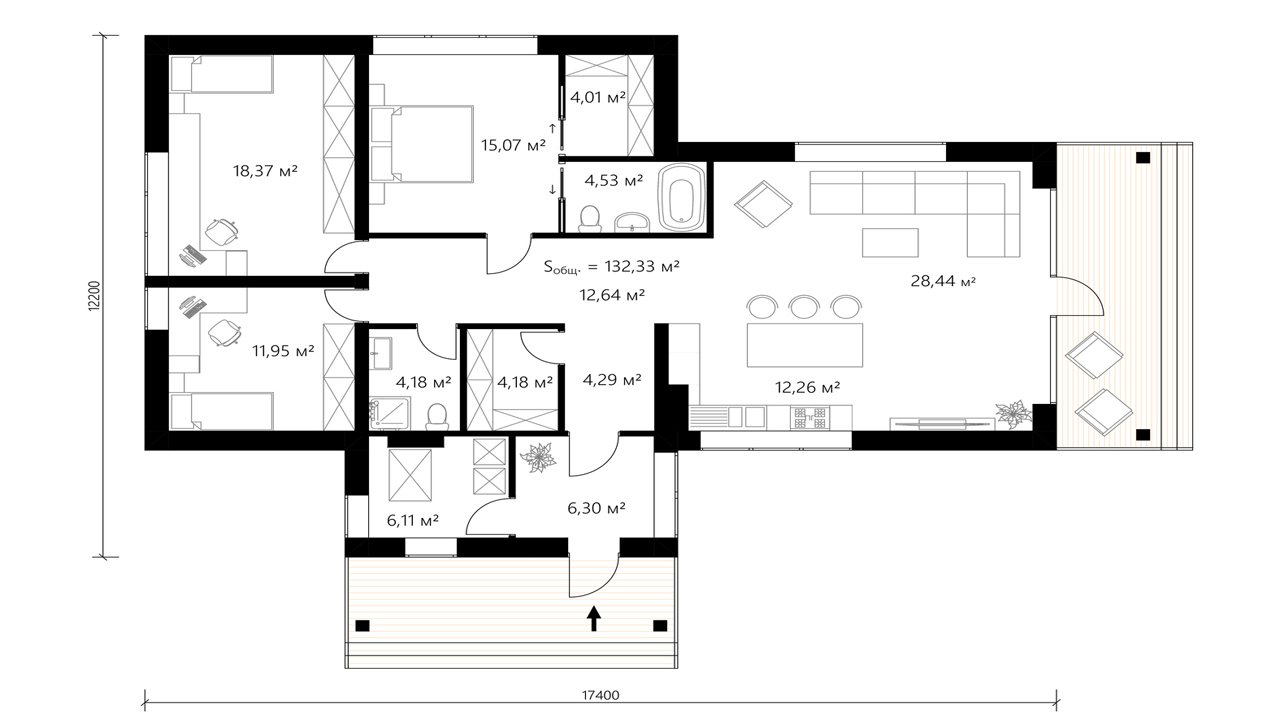 4,01 м²
15,07 м²
18,37 м²
4,53 м²
Sобщ. = 132,33 м²
12,64 м²
28,44 м²
12200
11,95 м²
4,18 м²
4,18 м²
4,29 м²
12,26 м²
6,11 м²
6,30 м²
17400